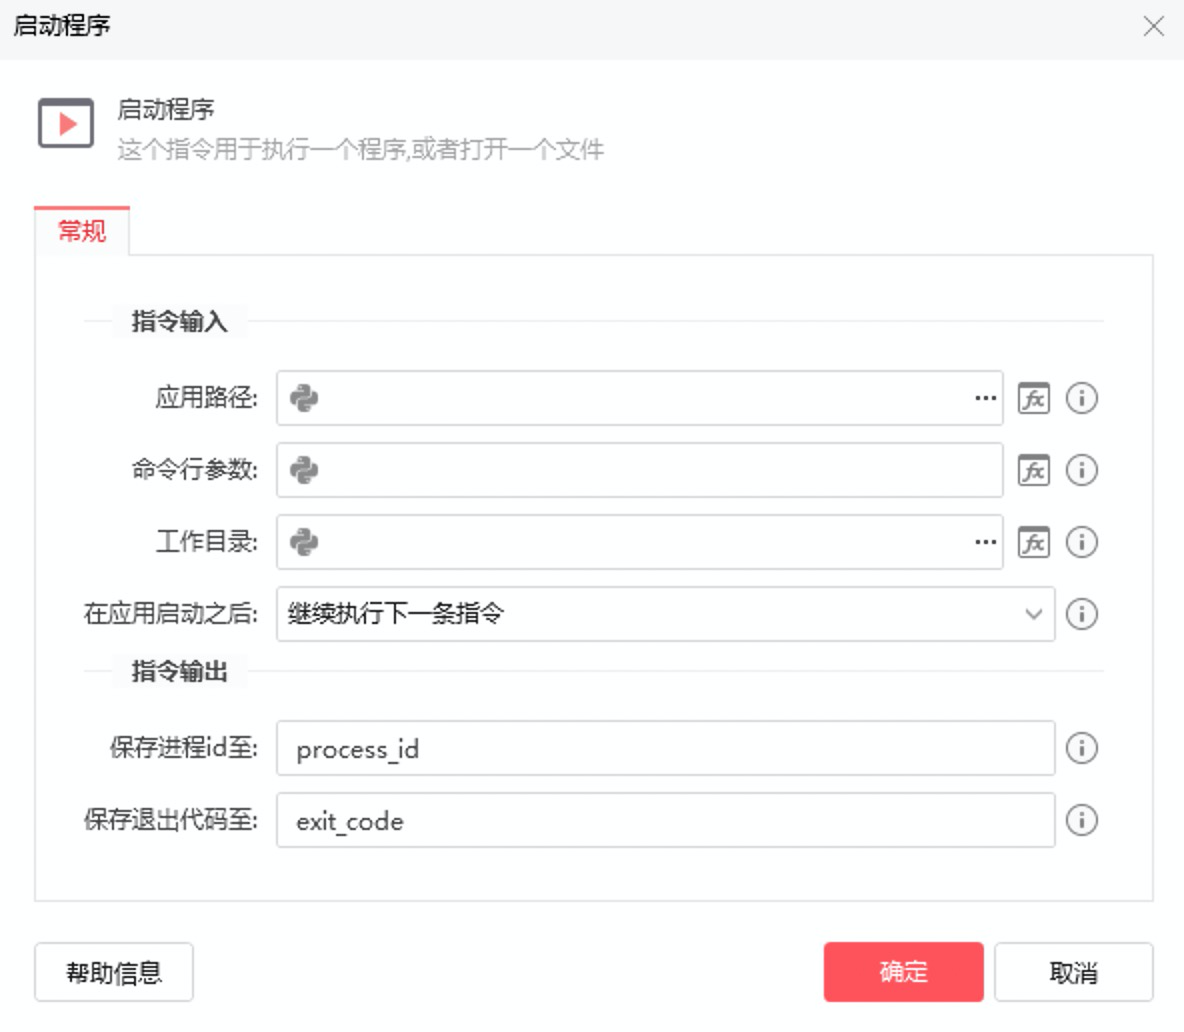 启动程序
启动程序
这个指令用于执行一个程序,或者打开一个文件
常规
指令输入
应用路径: ... fx
命令行参数: fx
工作目录: ... fx
在应用启动之后: 继续执行下一条指令
指令输出
保存进程id至: process_id
保存退出代码至: exit_code
帮助信息 确定 取消